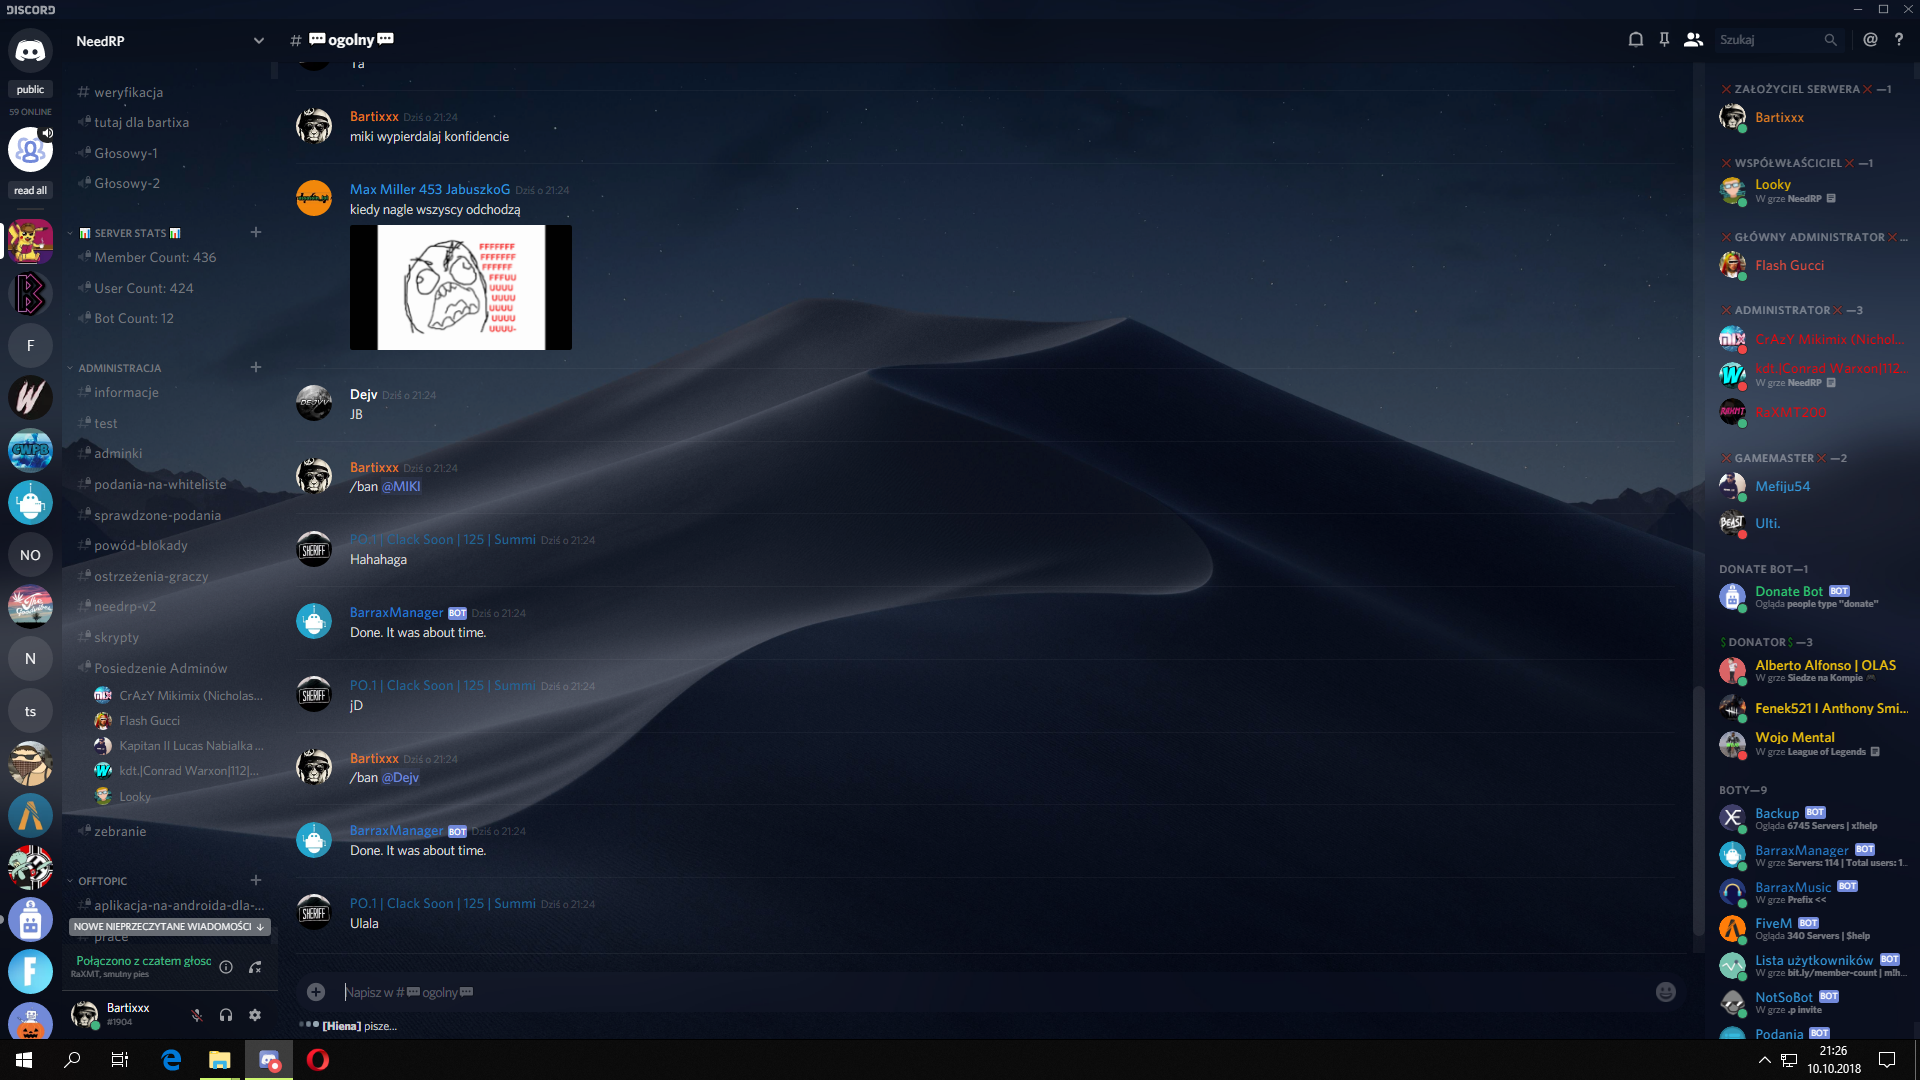 DISCORD
public
59 ONLINE
read all
F
NO
N
ts
NeedRP
# weryfikacja
tutaj dla bartixa
Głosowy-1
Głosowy-2
SERVER STATS
Member Count: 436
User Count: 424
Bot Count: 12
ADMINISTRACJA
informacje
test
adminki
podania-na-whiteliste
sprawdzone-podania
powód-blokady
ostrzeżenia-graczy
needrp-v2
skrypty
Posiedzenie Adminów
CrAzY Mikimix (Nicholas...
Flash Gucci
Kapitan II Lucas Nabialka ...
kdt.|Conrad Warxon|112|...
Looky
zebranie
OFFTOPIC
aplikacja-na-androida-dla-...
NOWE NIEPRZECZYTANE WIADOMOŚCI
prace
Połączono z czatem głosc
RaXMT, smutny pies
Bartixxx
#1904
# ogolny
Szukaj
Ta
Bartixxx Dziś o 21:24
miki wypierdalaj konfidencie
Max Miller 453 JabuszkoG Dziś o 21:24
kiedy nagle wszyscy odchodzą
FFFFFFF
FFFFFFF
FFFFFF
FFFUU
UUUU
UUUU
UUUU
UUUU
UUUU-
Dejv Dziś o 21:24
JB
Bartixxx Dziś o 21:24
/ban @MIKI
PO.1 | Clack Soon | 125 | Summi Dziś o 21:24
SHERIFF
Hahahaga
BarraxManager BOT Dziś o 21:24
Done. It was about time.
PO.1 | Clack Soon | 125 | Summi Dziś o 21:24
SHERIFF
jD
Bartixxx Dziś o 21:24
/ban @Dejv
BarraxManager BOT Dziś o 21:24
Done. It was about time.
PO.1 | Clack Soon | 125 | Summi Dziś o 21:24
SHERIFF
Ulala
Napisz w # ogolny
[Hiena] pisze...
ZAŁOŻYCIEL SERWERA —1
Bartixxx
WSPÓŁWŁAŚCICIEL —1
Looky
W grze NeedRP
GŁÓWNY ADMINISTRATOR ...
Flash Gucci
ADMINISTRATOR —3
CrAzY Mikimix (Nichol...
kdt.|Conrad Warxon|112...
W grze NeedRP
RaXMT200
GAMEMASTER —2
Mefiju54
Ulti.
DONATE BOT—1
Donate Bot BOT
Ogląda people type "donate"
$ DONATOR $ —3
Alberto Alfonso | OLAS
W grze Siedze na Kompie
Fenek521 I Anthony Smi...
Wojo Mental
W grze League of Legends
BOTY—9
Backup BOT
Ogląda 6745 Servers | x!help
BarraxManager BOT
W grze Servers: 114 | Total users: 1...
BarraxMusic BOT
W grze Prefix <<
FiveM BOT
Ogląda 340 Servers | $help
Lista użytkowników BOT
W grze bit.ly/member-count | m!h...
NotSoBot BOT
W grze .p invite
Podania BOT
21:26
10.10.2018